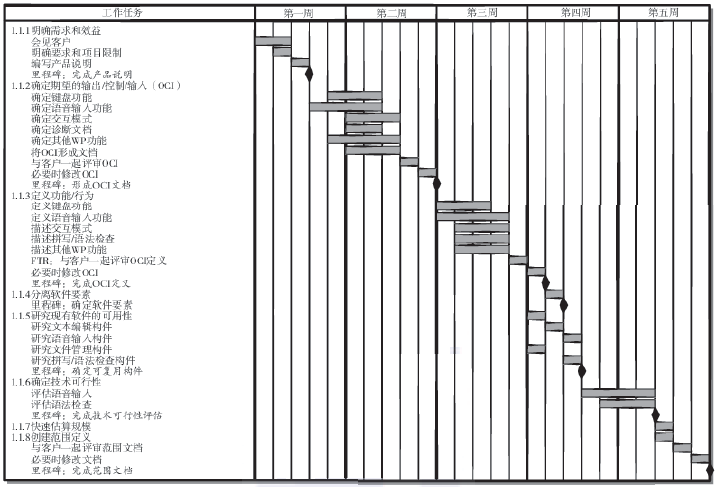 工作任务 第一周 第二周 第三周 第四周 第五周
1.1.1明确需求和效益
会见客户
明确要求和项目限制
编写产品说明
里程碑：完成产品说明
1.1.2确定期望的输出/控制/输入（OCI）
确定键盘功能
确定语音输入功能
确定交互模式
确定诊断文档
确定其他WP功能
将OCI形成文档
与客户一起评审OCI
必要时修改OCI
里程碑：形成OCI文档
1.1.3定义功能/行为
定义键盘功能
定义语音输入功能
描述交互模式
描述拼写/语法检查
描述其他WP功能
FTR：与客户一起评审OCI定义
必要时修改OCI
里程碑：完成OCI定义
1.1.4分离软件要素
里程碑：确定软件要素
1.1.5研究现有软件的可用性
研究文本编辑构件
研究语音输入构件
研究文件管理构件
研究拼写/语法检查构件
里程碑：确定可复用构件
1.1.6确定技术可行性
评估语音输入
评估语法检查
里程碑：完成技术可行性评估
1.1.7快速估算规模
1.1.8创建范围定义
与客户一起评审范围文档
必要时修改文档
里程碑：完成范围文档